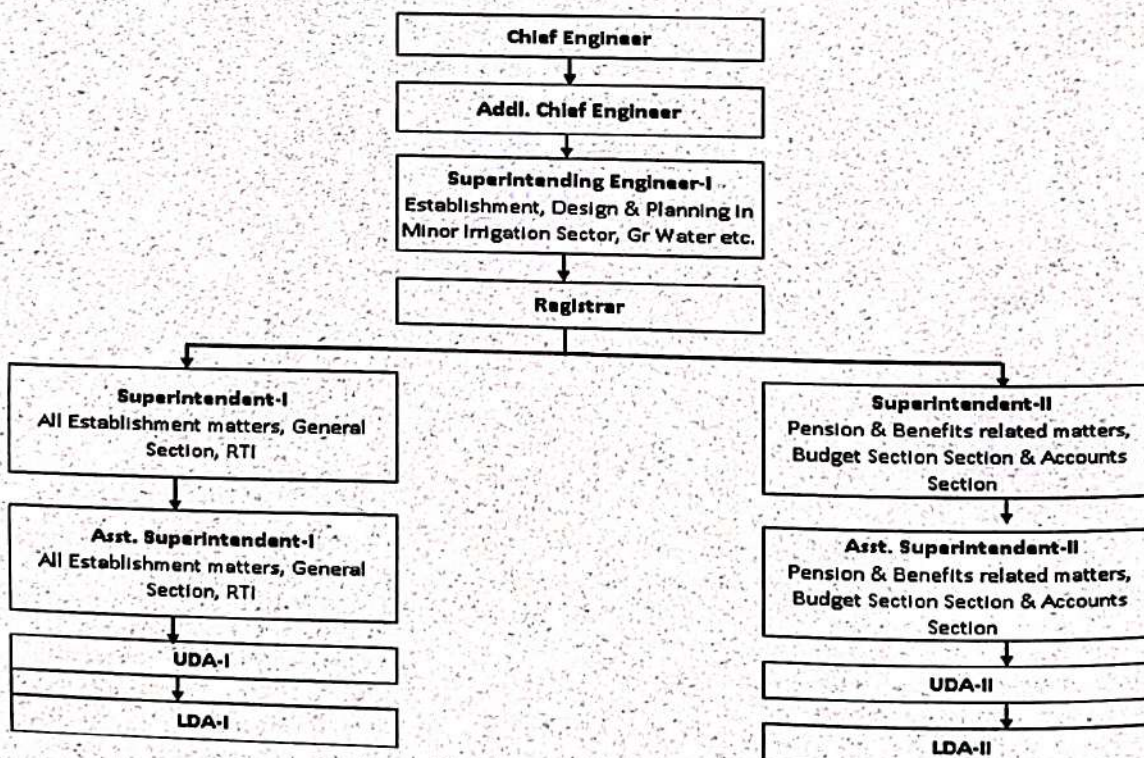 Chief Engineer
Addl. Chief Engineer
Superintending Engineer-I
Establishment, Design & Planning in
Minor Irrigation Sector, Gr Water etc.
Registrar
Superintendent-I
All Establishment matters, General
Section, RTI
Asst. Superintendent-I
All Establishment matters, General
Section, RTI
UDA-I
LDA-I
Superintendent-II
Pension & Benefits related matters,
Budget Section Section & Accounts
Section
Asst. Superintendent-II
Pension & Benefits related matters,
Budget Section Section & Accounts
Section
UDA-II
LDA-II